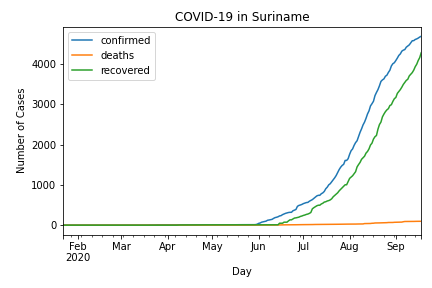 COVID-19 in Suriname
confirmed
deaths
recovered
Number of Cases
4000
3000
2000
1000
0
Feb Mar Apr May Jun Jul Aug Sep
2020
Day